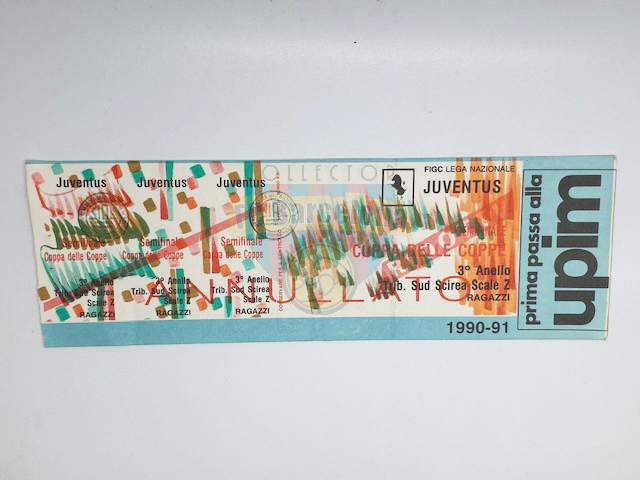 Juventus
Semifinale
Coppa delle Coppe
3° Anello
Trib. Sud Scirea
Scale Z
RAGAZZI
Juventus
Semifinale
Coppa delle Coppe
3° Anello
Trib. Sud Scirea
Scale Z
RAGAZZI
Juventus
Semifinale
Coppa delle Coppe
3° Anello
Trib. Sud Scirea
Scale Z
RAGAZZI
FIGC LEGA NAZIONALE
JUVENTUS
COPPA DELLE COPPE
3° Anello
Trib. Sud Scirea Scale Z
RAGAZZI
ANNULLATO
1990-91
prima passa alla
upim